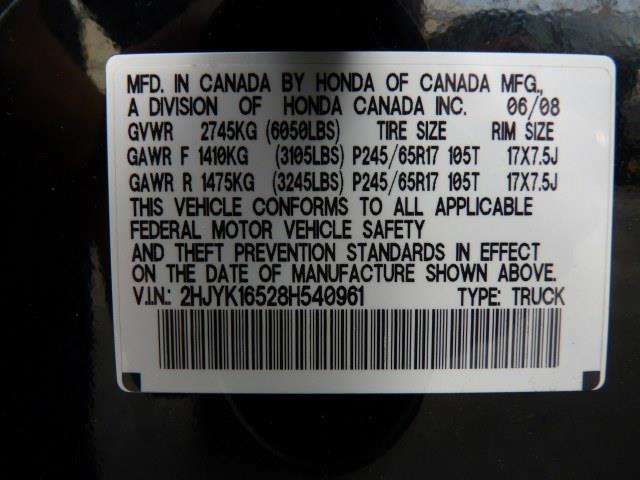 MFD. IN CANADA BY HONDA OF CANADA MFG.,
A DIVISION OF HONDA CANADA INC. 06/08
GVWR 2745KG (6050LBS) TIRE SIZE RIM SIZE
GAWR F 1410KG (3105LBS) P245/65R17 105T 17X7.5J
GAWR R 1475KG (3245LBS) P245/65R17 105T 17X7.5J
THIS VEHICLE CONFORMS TO ALL APPLICABLE
FEDERAL MOTOR VEHICLE SAFETY
AND THEFT PREVENTION STANDARDS IN EFFECT
ON THE DATE OF MANUFACTURE SHOWN ABOVE.
V.I.N.: 2HJYK16528H540961 TYPE: TRUCK